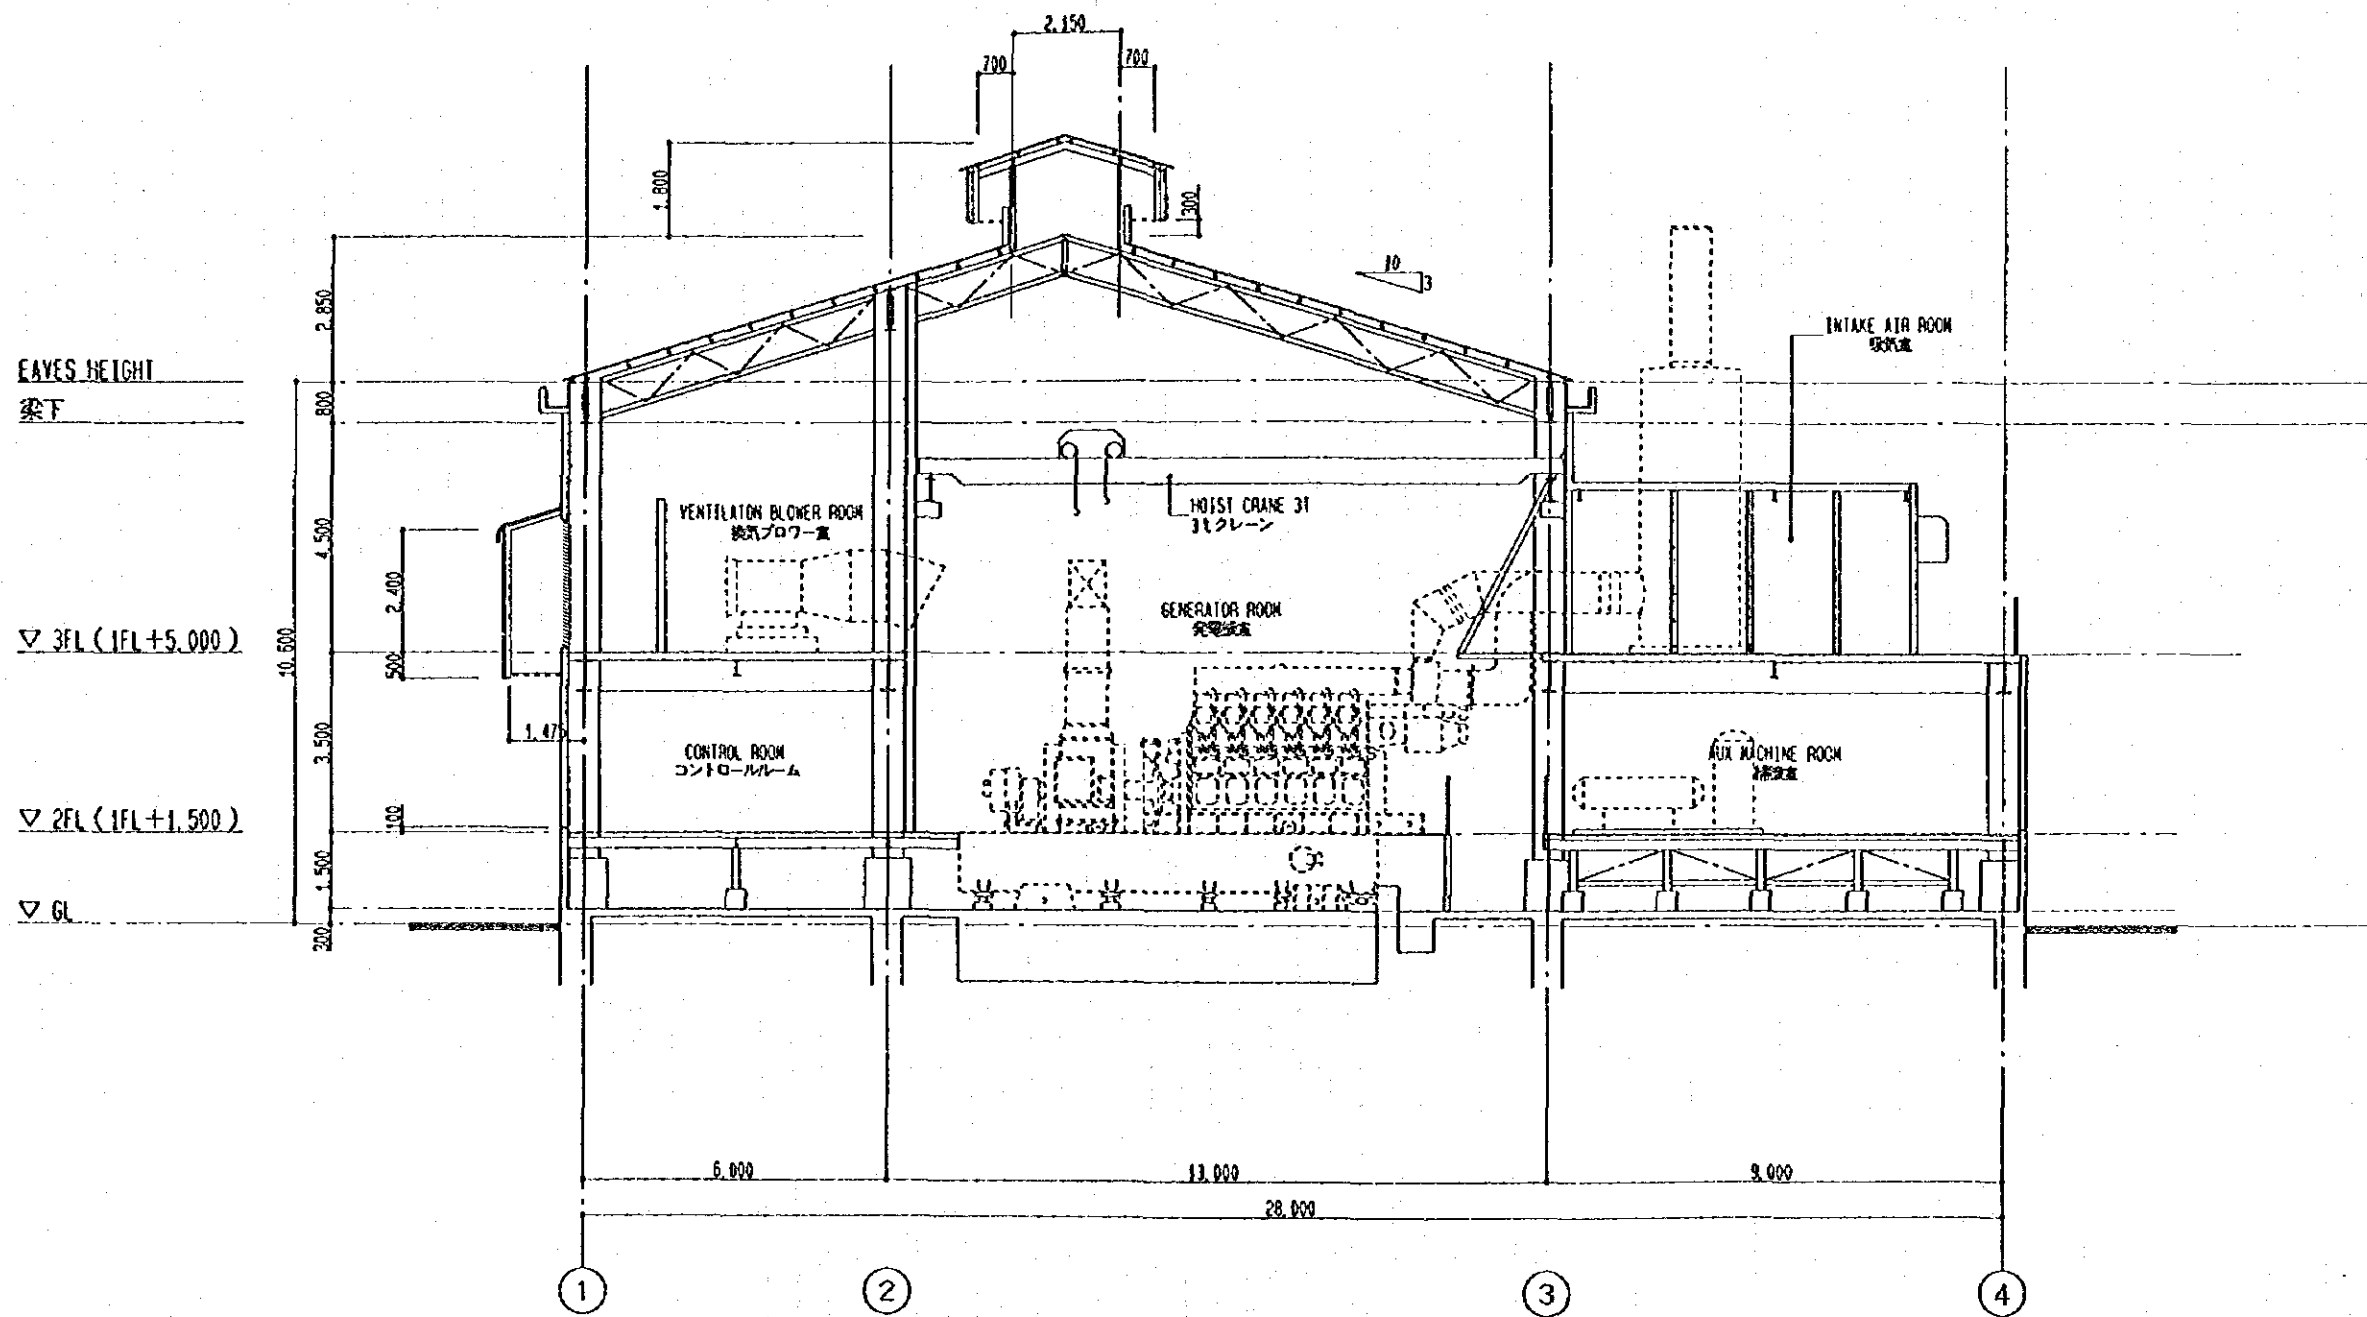 2,150
700
700
1,800
300
10
3
2,850
INTAKE AIR ROOM
吸気室
EAVES HEIGHT
梁下
800
VENTILATON BLOWER ROOM
換気ブロワー室
HOIST CRANE 3T
3tクレーン
4,500
2,400
10,600
GENERATOR ROOM
発電機室
▽ 3FL (1FL+5,000)
500
1,475
3,500
CONTROL ROOM
コントロールルーム
AUX MACHINE ROOM
▽ 2FL (1FL+1,500)
100
1,500
▽ GL
300
6,000
13,000
9,000
28,000
1
2
3
4